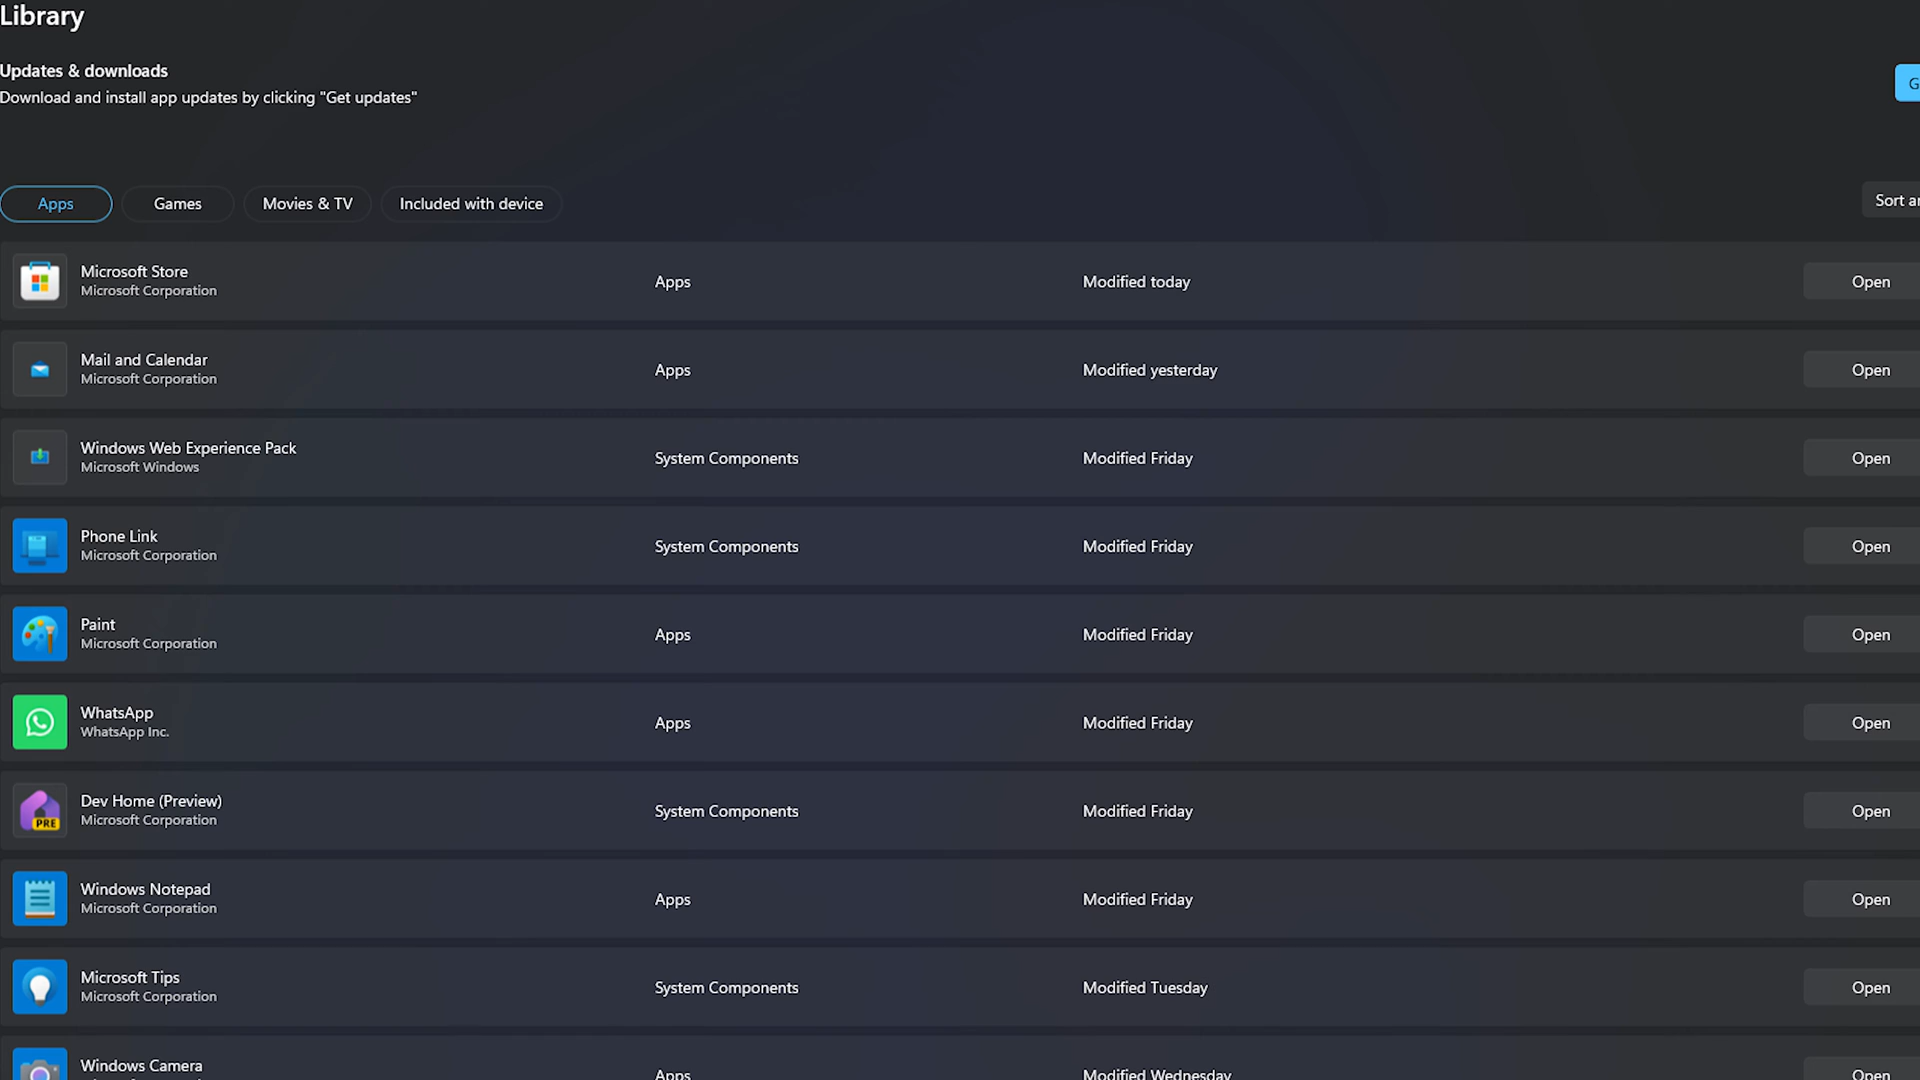 Library
Updates & downloads
Download and install app updates by clicking "Get updates"
G
Apps
Games
Movies & TV
Included with device
Sort
Microsoft Store
Microsoft Corporation
Apps
Modified today
Open
Mail and Calendar
Microsoft Corporation
Apps
Modified yesterday
Open
Windows Web Experience Pack
Microsoft Windows
System Components
Modified Friday
Open
Phone Link
Microsoft Corporation
System Components
Modified Friday
Open
Paint
Microsoft Corporation
Apps
Modified Friday
Open
WhatsApp
WhatsApp Inc.
Apps
Modified Friday
Open
PRE
Dev Home (Preview)
Microsoft Corporation
System Components
Modified Friday
Open
Windows Notepad
Microsoft Corporation
Apps
Modified Friday
Open
Microsoft Tips
Microsoft Corporation
System Components
Modified Tuesday
Open
Windows Camera
Apps
Modified Wednesday
Open